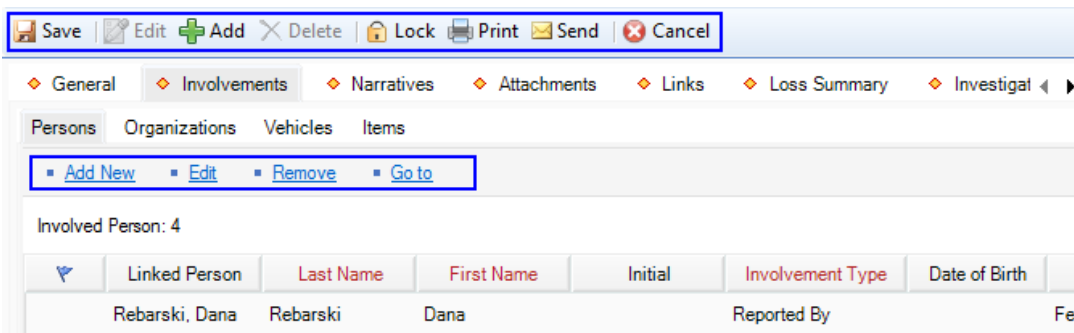 Save Edit Add Delete Lock Print Send Cancel
General Involvements Narratives Attachments Links Loss Summary Investigat
Persons Organizations Vehicles Items
Add New Edit Remove Go to
Involved Person: 4
Linked Person Last Name First Name Initial Involvement Type Date of Birth
Rebarski, Dana Rebarski Dana Reported By Fe